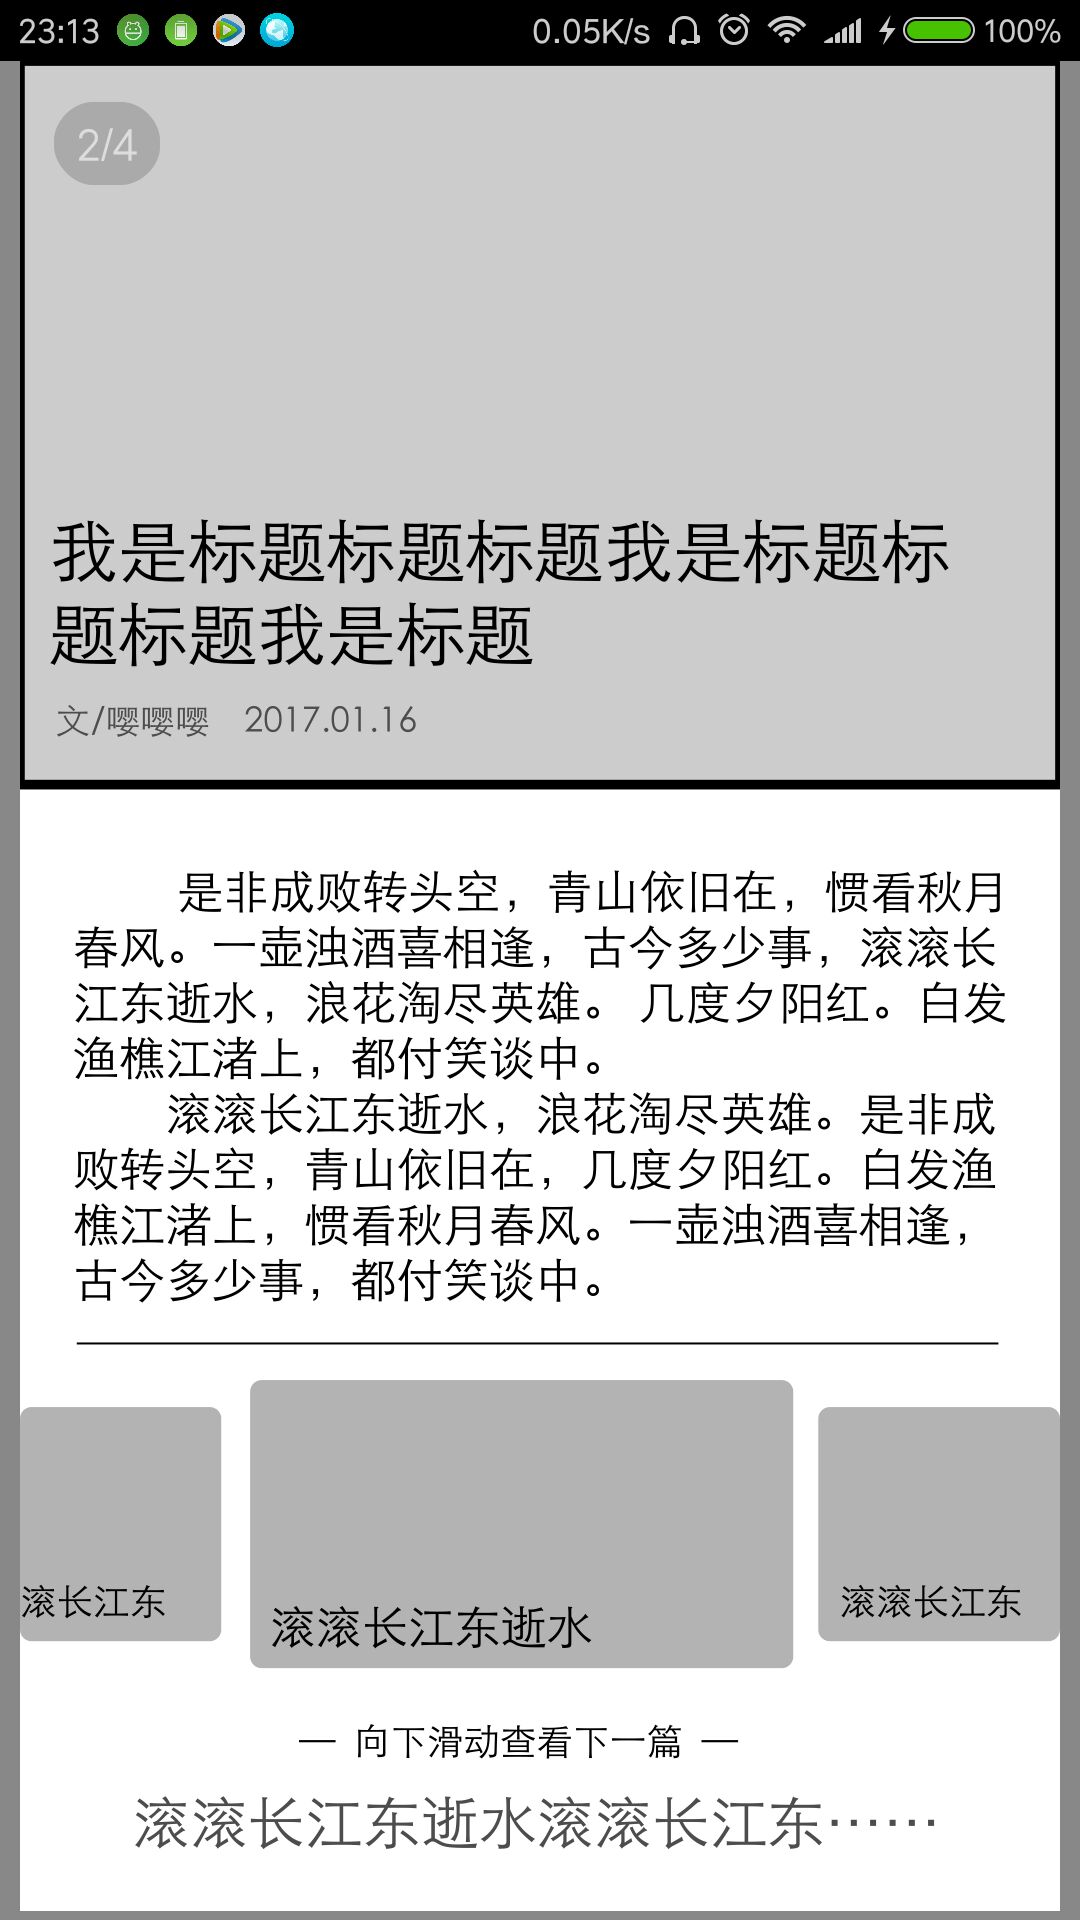 23:13 0.05K/s 100%
2/4
我是标题标题标题我是标题标
题标题我是标题
文/嘤嘤嘤 2017.01.16
是非成败转头空，青山依旧在，惯看秋月
春风。一壶浊酒喜相逢，古今多少事，滚滚长
江东逝水，浪花淘尽英雄。 几度夕阳红。白发
渔樵江渚上，都付笑谈中。
滚滚长江东逝水，浪花淘尽英雄。是非成
败转头空，青山依旧在，几度夕阳红。白发渔
樵江渚上，惯看秋月春风。一壶浊酒喜相逢，
古今多少事，都付笑谈中。
滚长江东
滚滚长江东逝水
滚滚长江东
— 向下滑动查看下一篇 —
滚滚长江东逝水滚滚长江东……